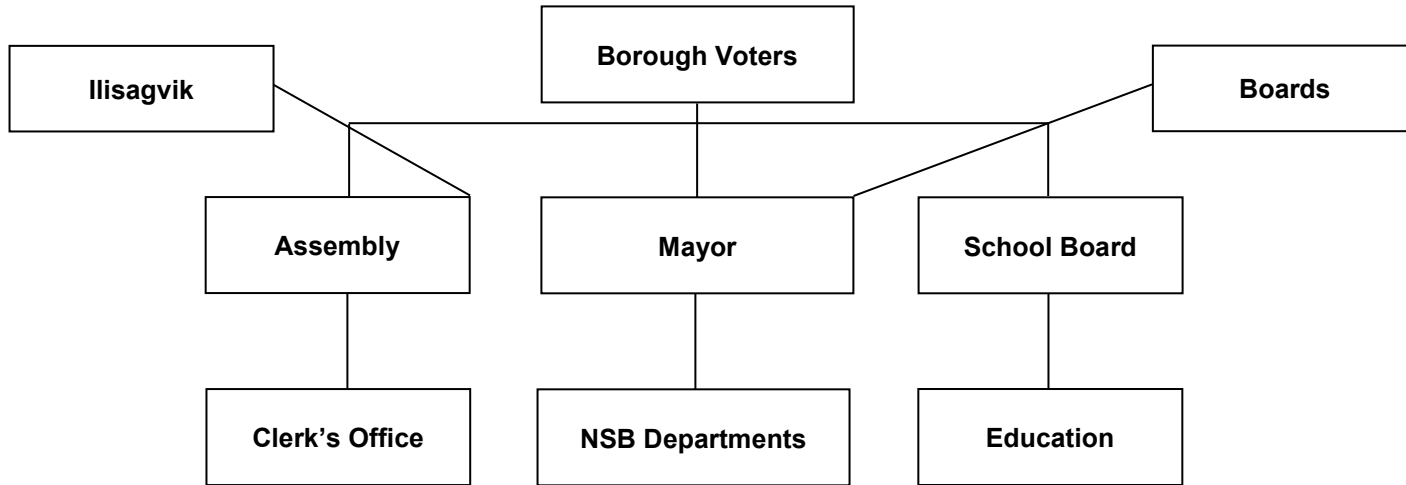 Borough Voters
Ilisagvik
Boards
Assembly
Mayor
School Board
Clerk’s Office
NSB Departments
Education